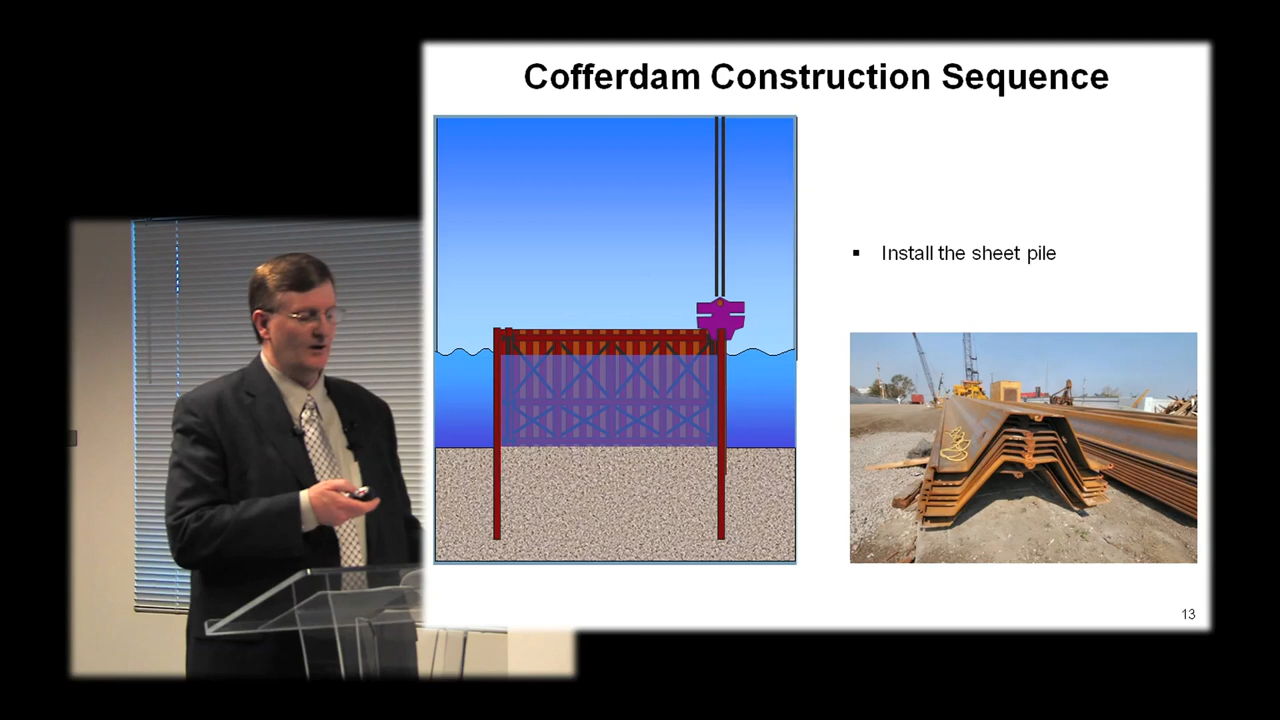 Cofferdam Construction Sequence
▪ Install the sheet pile
13